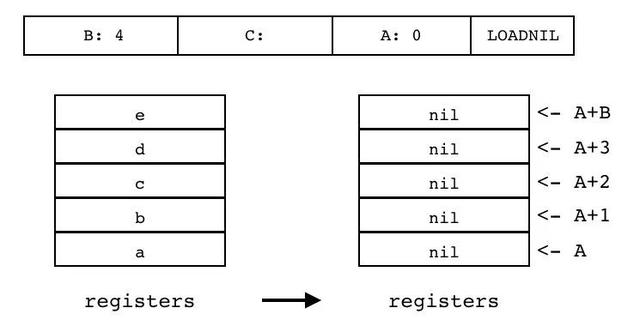 B: 4 C: A: 0 LOADNIL
e nil <- A+B
d nil <- A+3
c nil <- A+2
b nil <- A+1
a nil <- A
registers registers